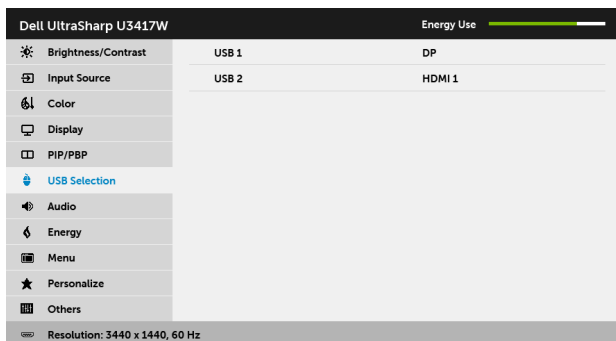 Dell UltraSharp U3417W Energy Use
Brightness/Contrast USB 1 DP
Input Source USB 2 HDMI 1
Color
Display
PIP/PBP
USB Selection
Audio
Energy
Menu
Personalize
Others
Resolution: 3440 x 1440, 60 Hz